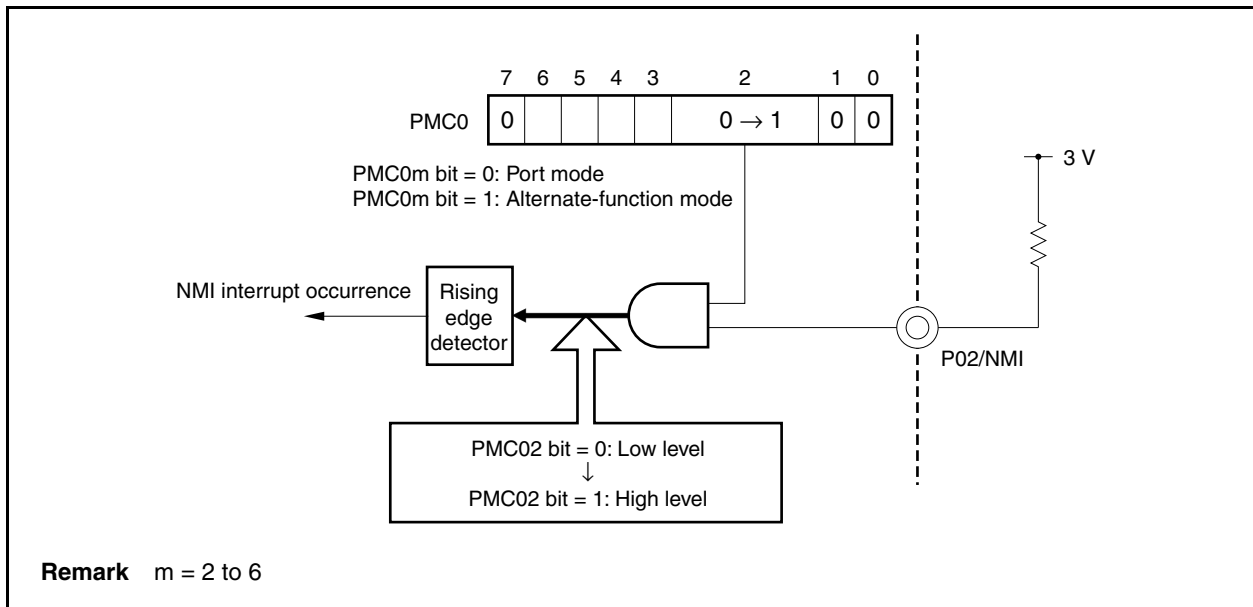 7 6 5 4 3 2 1 0
PMC0 0 0 → 1 0 0
3 V
PMC0m bit = 0: Port mode
PMC0m bit = 1: Alternate-function mode
NMI interrupt occurrence
Rising
edge
detector
P02/NMI
PMC02 bit = 0: Low level
↓
PMC02 bit = 1: High level
Remark m = 2 to 6